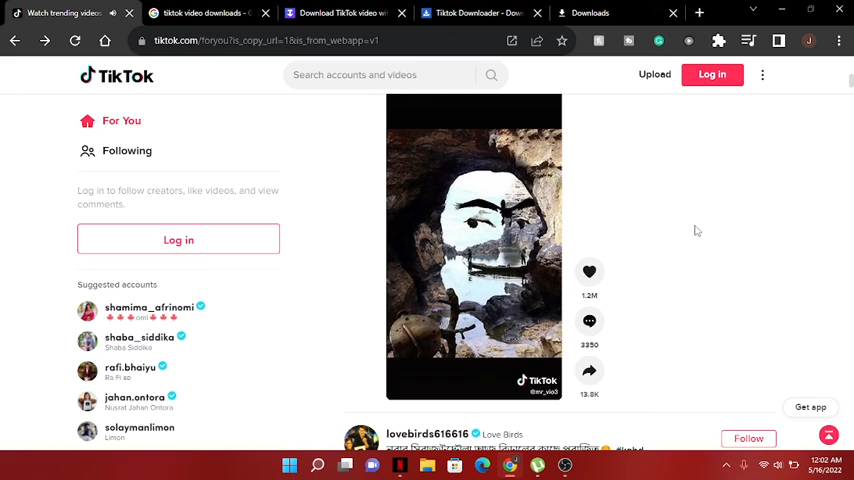 Watch trending videos
tiktok video downloads - G
Download TikTok video wi
Tiktok Downloader - Dow
Downloads
tiktok.com/foryou?is_copy_url=1&is_from_webapp=v1
J
TikTok
Search accounts and videos
Upload
Log in
For You
Following
Log in to follow creators, like videos, and view
comments.
Log in
Suggested accounts
shamima_afrinomi
omi
shaba_siddika
Shaba Siddika
rafi.bhaiyu
Ra Fi
jahan.ontora
Nusrat Jahan Ontora
solaymanlimon
Limon
1.2M
3350
13.8K
TikTok
@mr_vio3
Get app
lovebirds616616 Love Birds
Follow
12:02 AM
5/16/2022